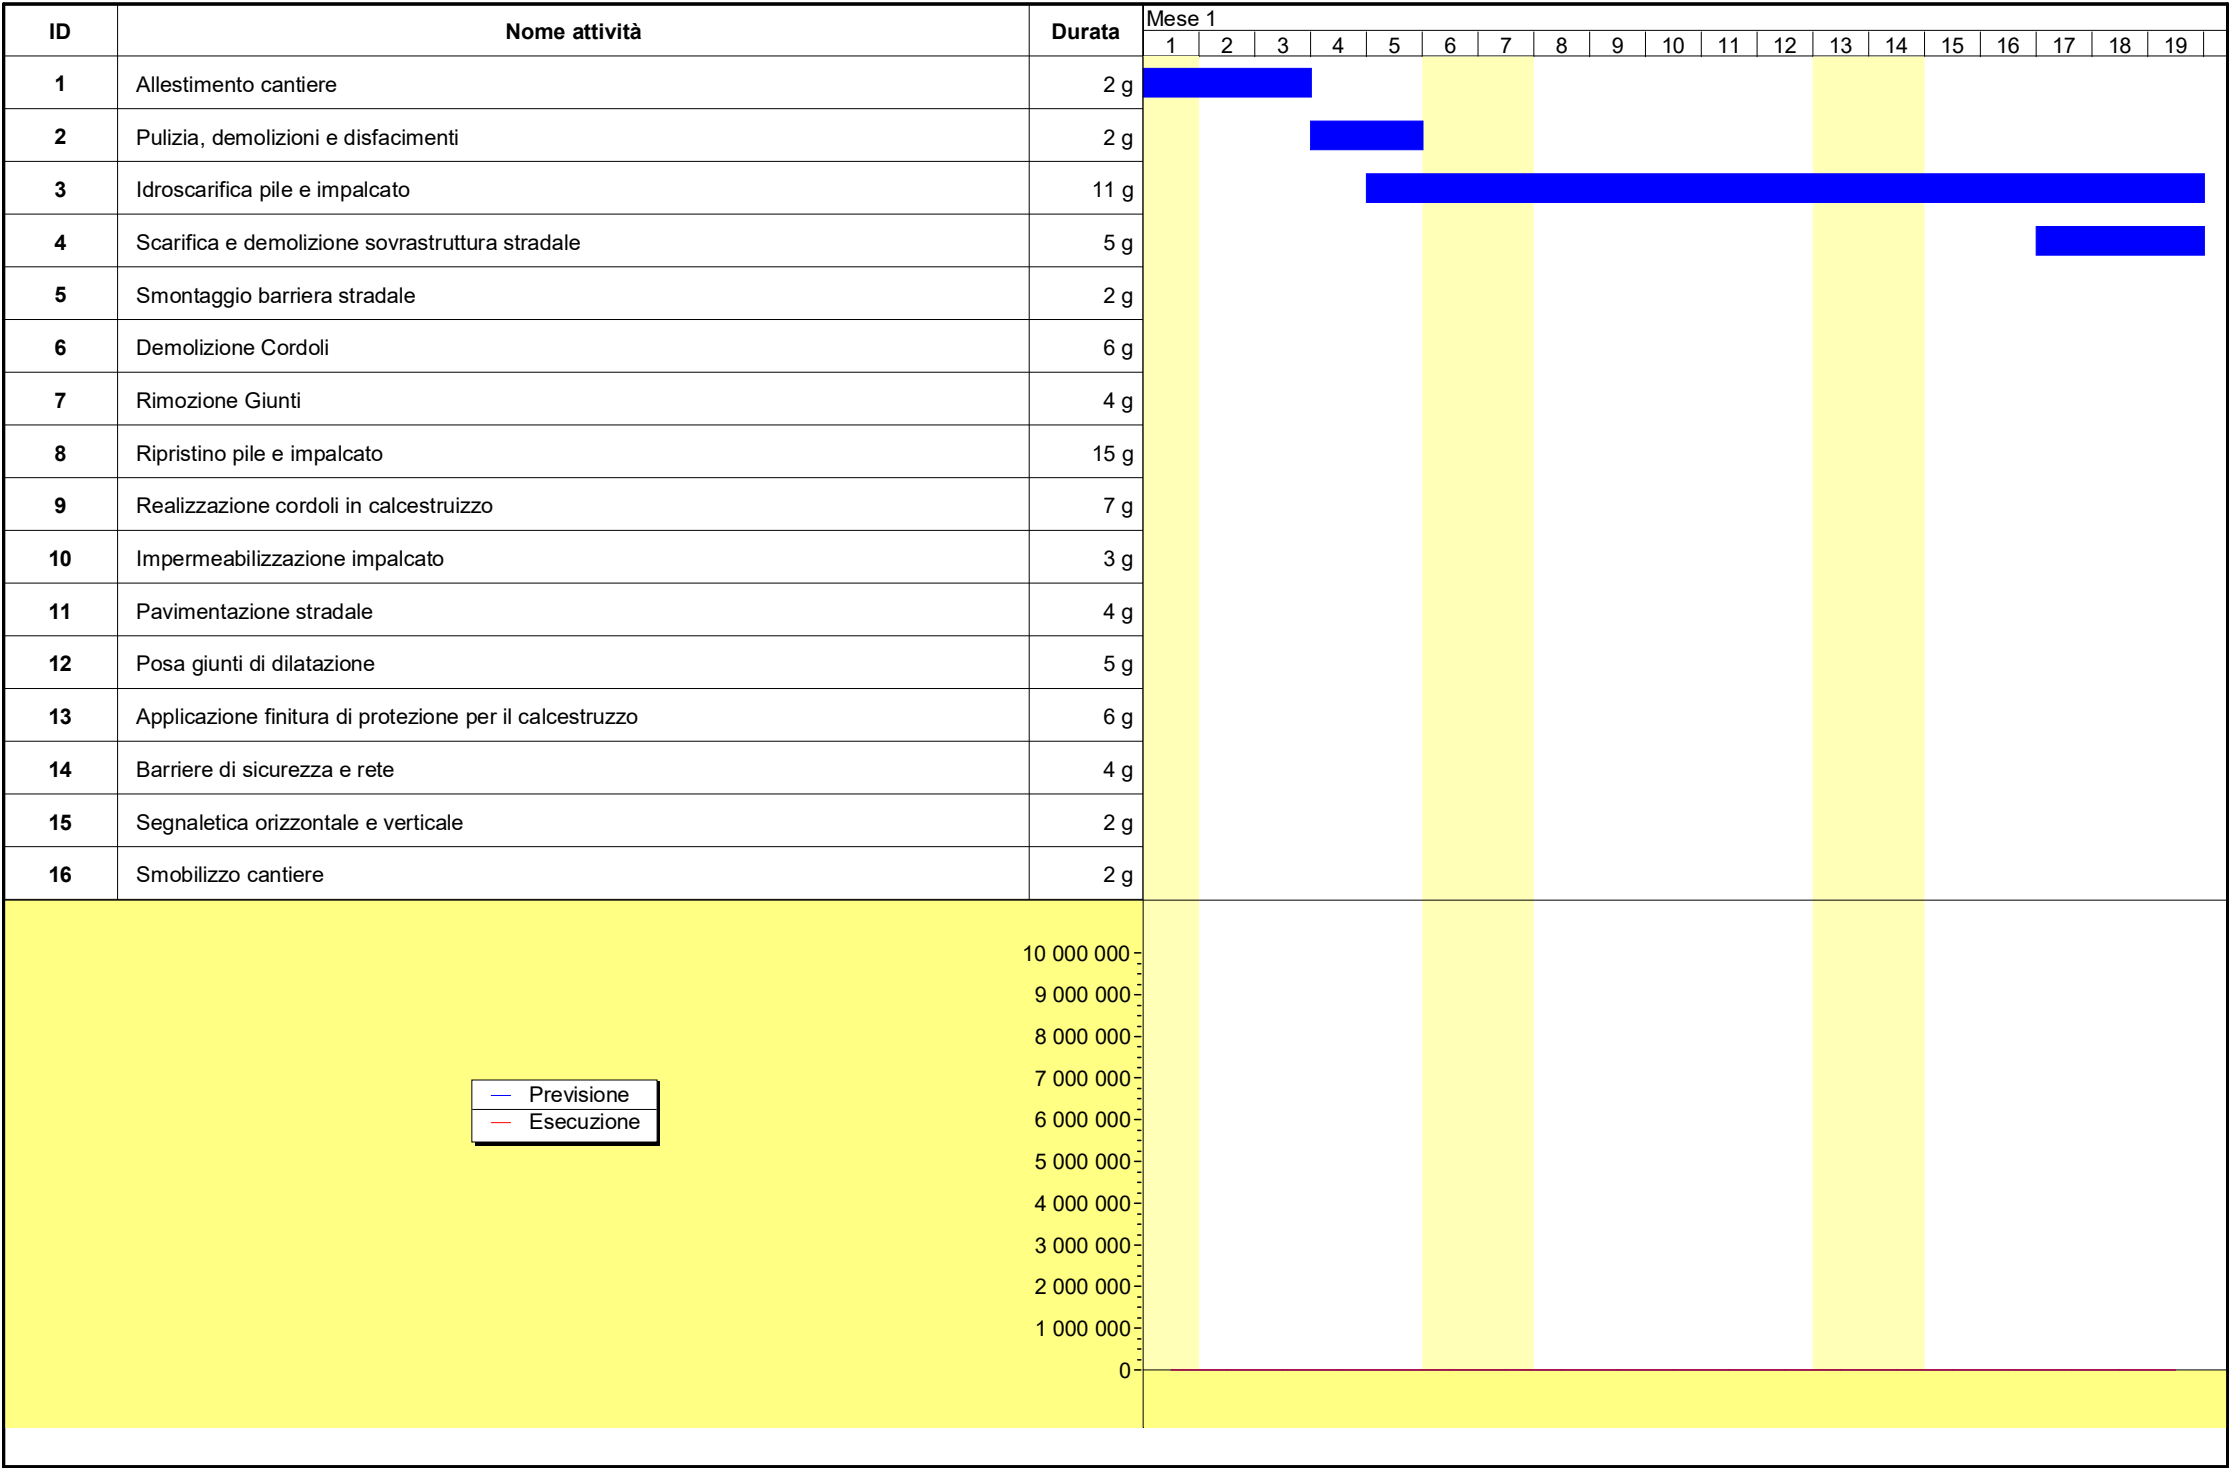 ID Nome attività Durata Mese 1
1 2 3 4 5 6 7 8 9 10 11 12 13 14 15 16 17 18 19
1 Allestimento cantiere 2 g
2 Pulizia, demolizioni e disfacimenti 2 g
3 Idroscarifica pile e impalcato 11 g
4 Scarifica e demolizione sovrastruttura stradale 5 g
5 Smontaggio barriera stradale 2 g
6 Demolizione Cordoli 6 g
7 Rimozione Giunti 4 g
8 Ripristino pile e impalcato 15 g
9 Realizzazione cordoli in calcestruizzo 7 g
10 Impermeabilizzazione impalcato 3 g
11 Pavimentazione stradale 4 g
12 Posa giunti di dilatazione 5 g
13 Applicazione finitura di protezione per il calcestruzzo 6 g
14 Barriere di sicurezza e rete 4 g
15 Segnaletica orizzontale e verticale 2 g
16 Smobilizzo cantiere 2 g
10 000 000
9 000 000
8 000 000
7 000 000
6 000 000
5 000 000
4 000 000
3 000 000
2 000 000
1 000 000
0
Previsione
Esecuzione